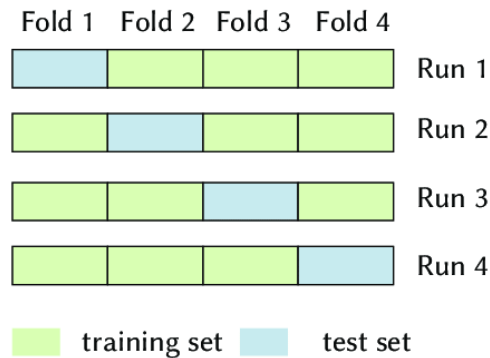 Fold 1 Fold 2 Fold 3 Fold 4
Run 1
Run 2
Run 3
Run 4
training set test set